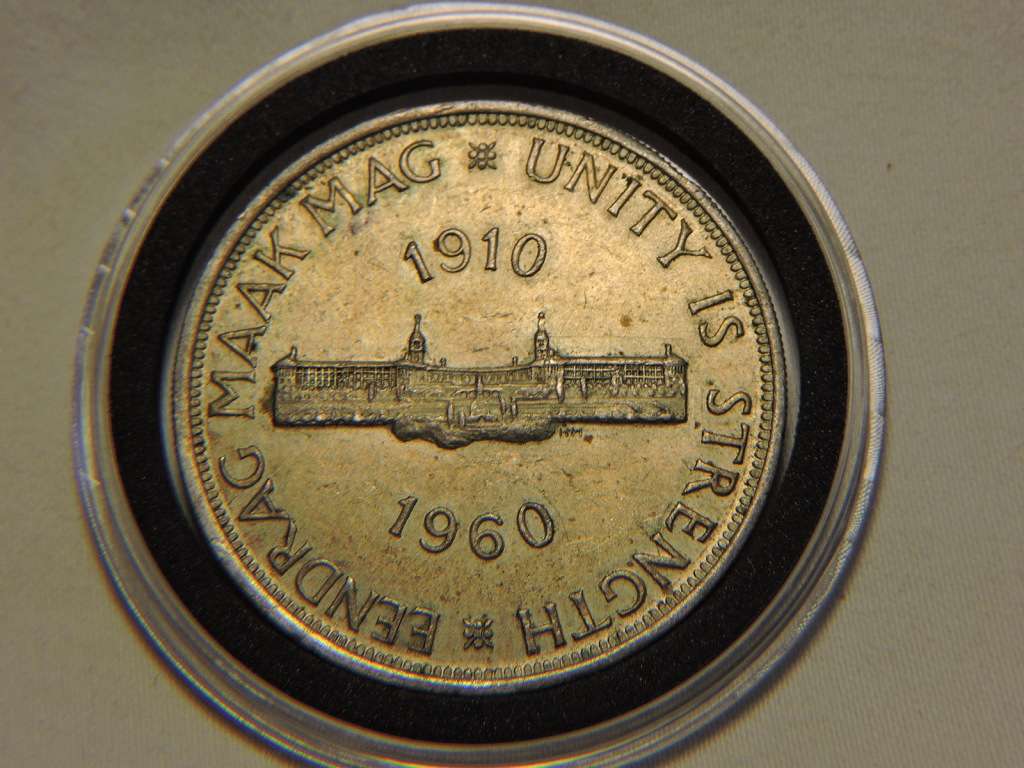 EENDRAG MAAK MAG
UNITY IS STRENGTH
1910
HM
1960